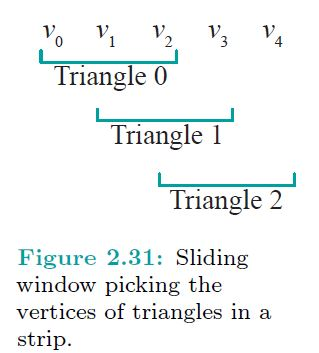 v₀ v₁ v₂ v₃ v₄
Triangle 0
Triangle 1
Triangle 2
Figure 2.31: Sliding
window picking the
vertices of triangles in a
strip.